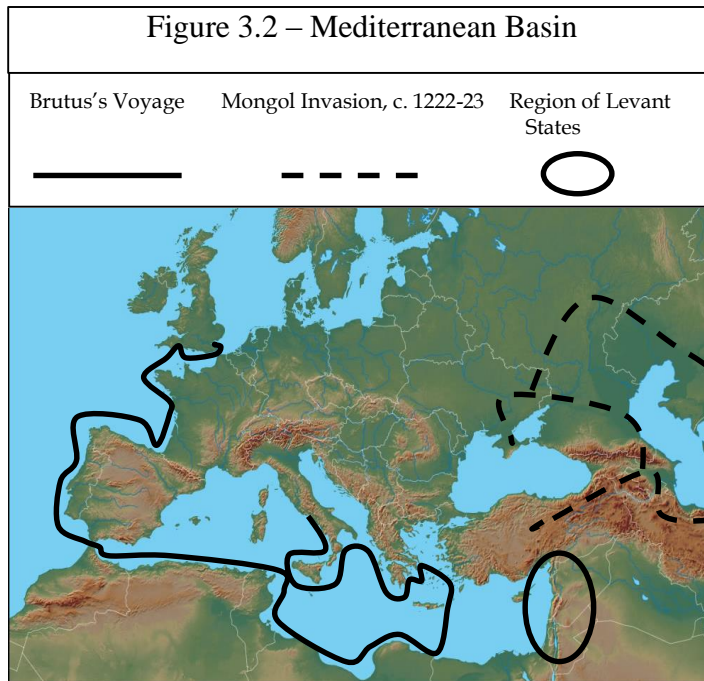 Figure 3.2 – Mediterranean Basin
Brutus's Voyage
Mongol Invasion, c. 1222-23
Region of Levant
States